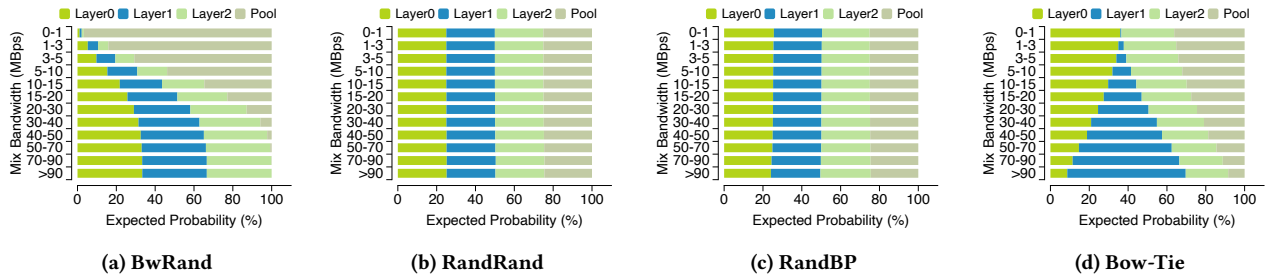 Layer0 Layer1 Layer2 Pool
Mix Bandwidth (MBps)
0-1
1-3
3-5
5-10
10-15
15-20
20-30
30-40
40-50
50-70
70-90
>90
0 20 40 60 80 100
Expected Probability (%)
(a) BwRand
Layer0 Layer1 Layer2 Pool
Mix Bandwidth (MBps)
0-1
1-3
3-5
5-10
10-15
15-20
20-30
30-40
40-50
50-70
70-90
>90
0 20 40 60 80 100
Expected Probability (%)
(b) RandRand
Layer0 Layer1 Layer2 Pool
Mix Bandwidth (MBps)
0-1
1-3
3-5
5-10
10-15
15-20
20-30
30-40
40-50
50-70
70-90
>90
0 20 40 60 80 100
Expected Probability (%)
(c) RandBP
Layer0 Layer1 Layer2 Pool
Mix Bandwidth (MBps)
0-1
1-3
3-5
5-10
10-15
15-20
20-30
30-40
40-50
50-70
70-90
>90
0 20 40 60 80 100
Expected Probability (%)
(d) Bow-Tie